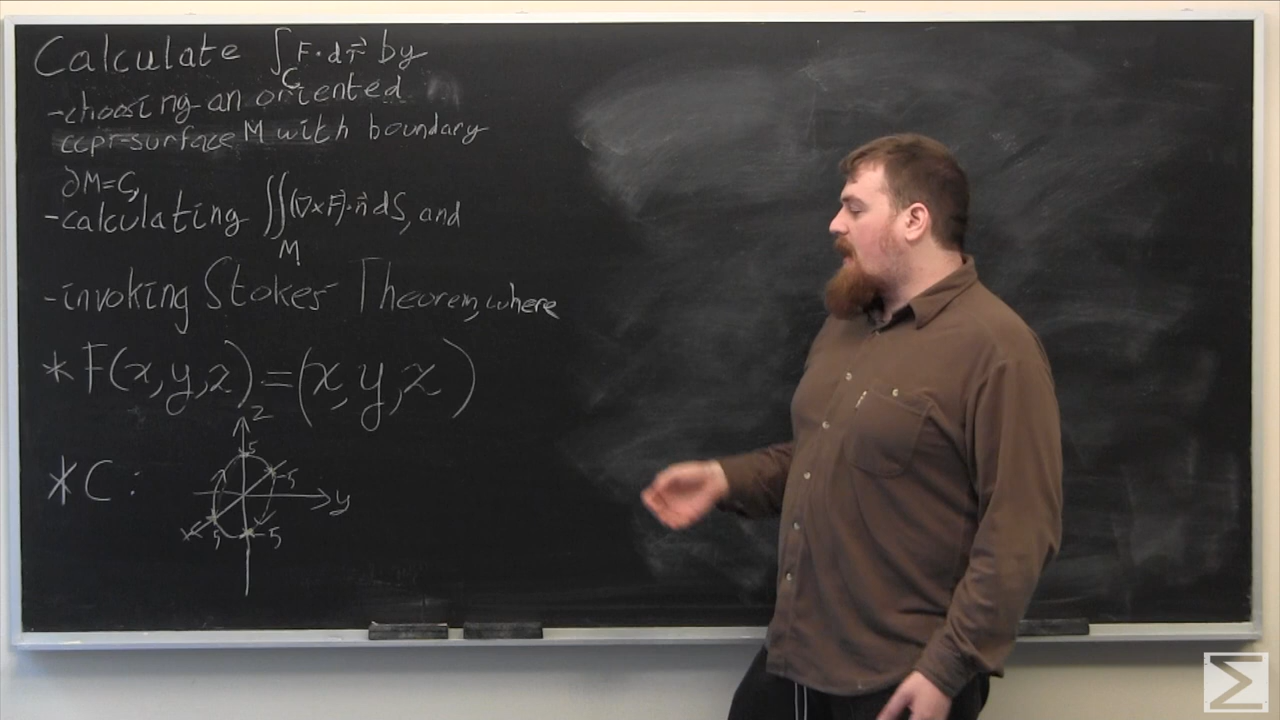 Calculate ∫_C F·dr⃗ by
-choosing an oriented
ccpr-surface M with boundary
∂M=C,
-calculating ∬_M (∇×F)·n⃗ dS, and
-invoking Stokes Theorem, where
*F(x,y,z)=(x,y,z)
*C:
z
5
-5
y
x
5
-5
Σ